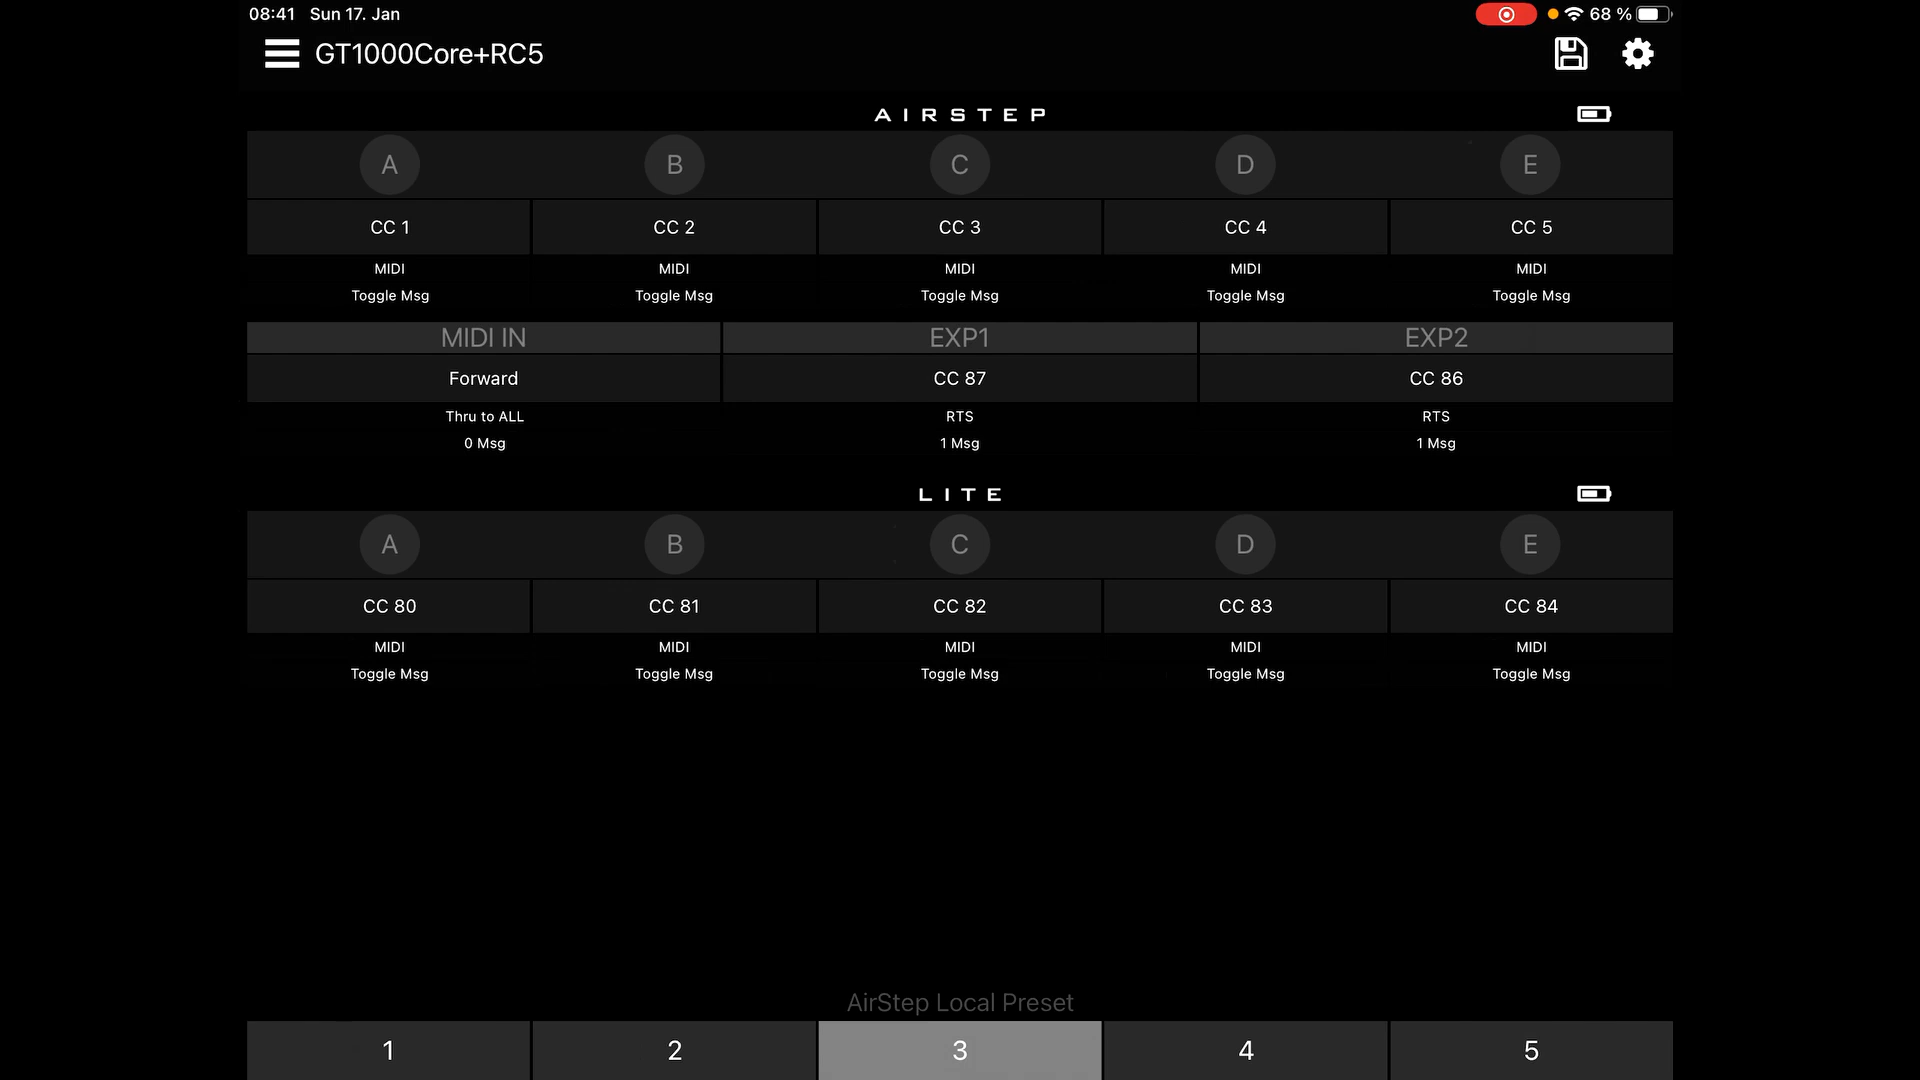 08:41 Sun 17. Jan 68 %
GT1000Core+RC5
AIRSTEP
A B C D E
CC 1 CC 2 CC 3 CC 4 CC 5
MIDI MIDI MIDI MIDI MIDI
Toggle Msg Toggle Msg Toggle Msg Toggle Msg Toggle Msg
MIDI IN EXP1 EXP2
Forward CC 87 CC 86
Thru to ALL RTS RTS
0 Msg 1 Msg 1 Msg
LITE
A B C D E
CC 80 CC 81 CC 82 CC 83 CC 84
MIDI MIDI MIDI MIDI MIDI
Toggle Msg Toggle Msg Toggle Msg Toggle Msg Toggle Msg
AirStep Local Preset
1 2 3 4 5